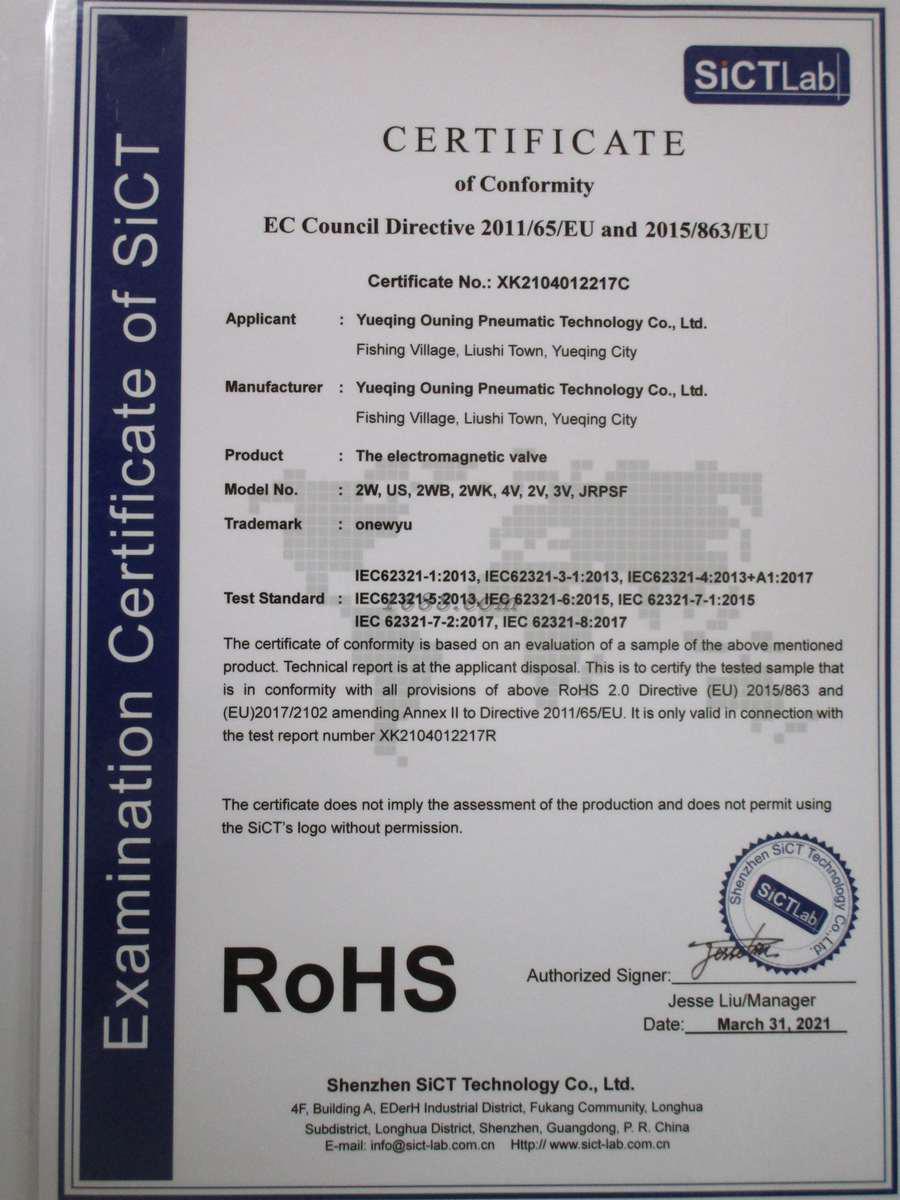 Examination Certificate of SiCT
SiCTLab
CERTIFICATE
of Conformity
EC Council Directive 2011/65/EU and 2015/863/EU
Certificate No.: XK2104012217C
Applicant : Yueqing Ouning Pneumatic Technology Co., Ltd.
Fishing Village, Liushi Town, Yueqing City
Manufacturer : Yueqing Ouning Pneumatic Technology Co., Ltd.
Fishing Village, Liushi Town, Yueqing City
Product : The electromagnetic valve
Model No. : 2W, US, 2WB, 2WK, 4V, 2V, 3V, JRPSF
Trademark : onewyu
IEC62321-1:2013, IEC62321-3-1:2013, IEC62321-4:2013+A1:2017
Test Standard : IEC62321-5:2013, IEC 62321-6:2015, IEC 62321-7-1:2015
1688.com
IEC 62321-7-2:2017, IEC 62321-8:2017
The certificate of conformity is based on an evaluation of a sample of the above mentioned
product. Technical report is at the applicant disposal. This is to certify the tested sample that
is in conformity with all provisions of above RoHS 2.0 Directive (EU) 2015/863 and
(EU)2017/2102 amending Annex II to Directive 2011/65/EU. It is only valid in connection with
the test report number XK2104012217R
The certificate does not imply the assessment of the production and does not permit using
the SiCT's logo without permission.
Shenzhen SiCT Technology Co.,Ltd.
SiCTLab
RoHS
Authorized Signer:
Jesse Liu/Manager
Date: March 31, 2021
Shenzhen SiCT Technology Co., Ltd.
4F, Building A, EDerH Industrial District, Fukang Community, Longhua
Subdistrict, Longhua District, Shenzhen, Guangdong, P. R. China
E-mail: info@sict-lab.com.cn Http:// www.sict-lab.com.cn